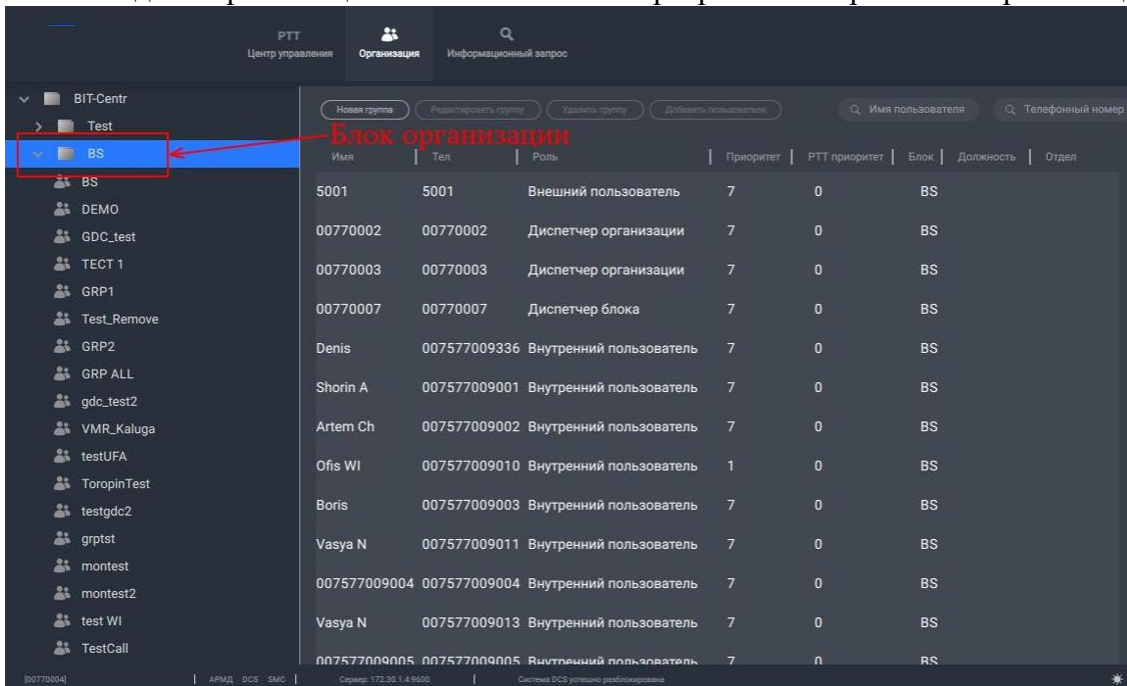 PTT
Центр управления
Организация
Информационный запрос
BIT-Centr
Test
BS
BS
DEMO
GDC_test
ТЕСТ 1
GRP1
Test_Remove
GRP2
GRP ALL
gdc_test2
VMR_Kaluga
testUFA
ToropinTest
testgdc2
grptst
montest
montest2
test WI
TestCall
Новая группа Редактировать группу Удалить группу Добавить пользователя Имя пользователя Телефонный номер
Блок организации
Имя Тел Роль Приоритет PTT приоритет Блок Должность Отдел
5001 5001 Внешний пользователь 7 0 BS
00770002 00770002 Диспетчер организации 7 0 BS
00770003 00770003 Диспетчер организации 7 0 BS
00770007 00770007 Диспетчер блока 7 0 BS
Denis 007577009336 Внутренний пользователь 7 0 BS
Shorin A 007577009001 Внутренний пользователь 7 0 BS
Artem Ch 007577009002 Внутренний пользователь 7 0 BS
Ofis WI 007577009010 Внутренний пользователь 1 0 BS
Boris 007577009003 Внутренний пользователь 7 0 BS
Vasya N 007577009011 Внутренний пользователь 7 0 BS
007577009004 007577009004 Внутренний пользователь 7 0 BS
Vasya N 007577009013 Внутренний пользователь 7 0 BS
007577009005 007577009005 Внутренний пользователь 7 0 BS
[00770004] АРМД DCS SMC Сервер: 172.30.1.4:9600 Система DCS успешно разблокирована